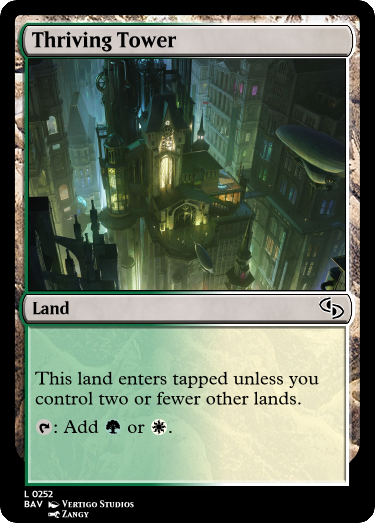 Thriving Tower
Land
This land enters tapped unless you
control two or fewer other lands.
: Add or .
L 0252
BAV Vertigo Studios
Zangy